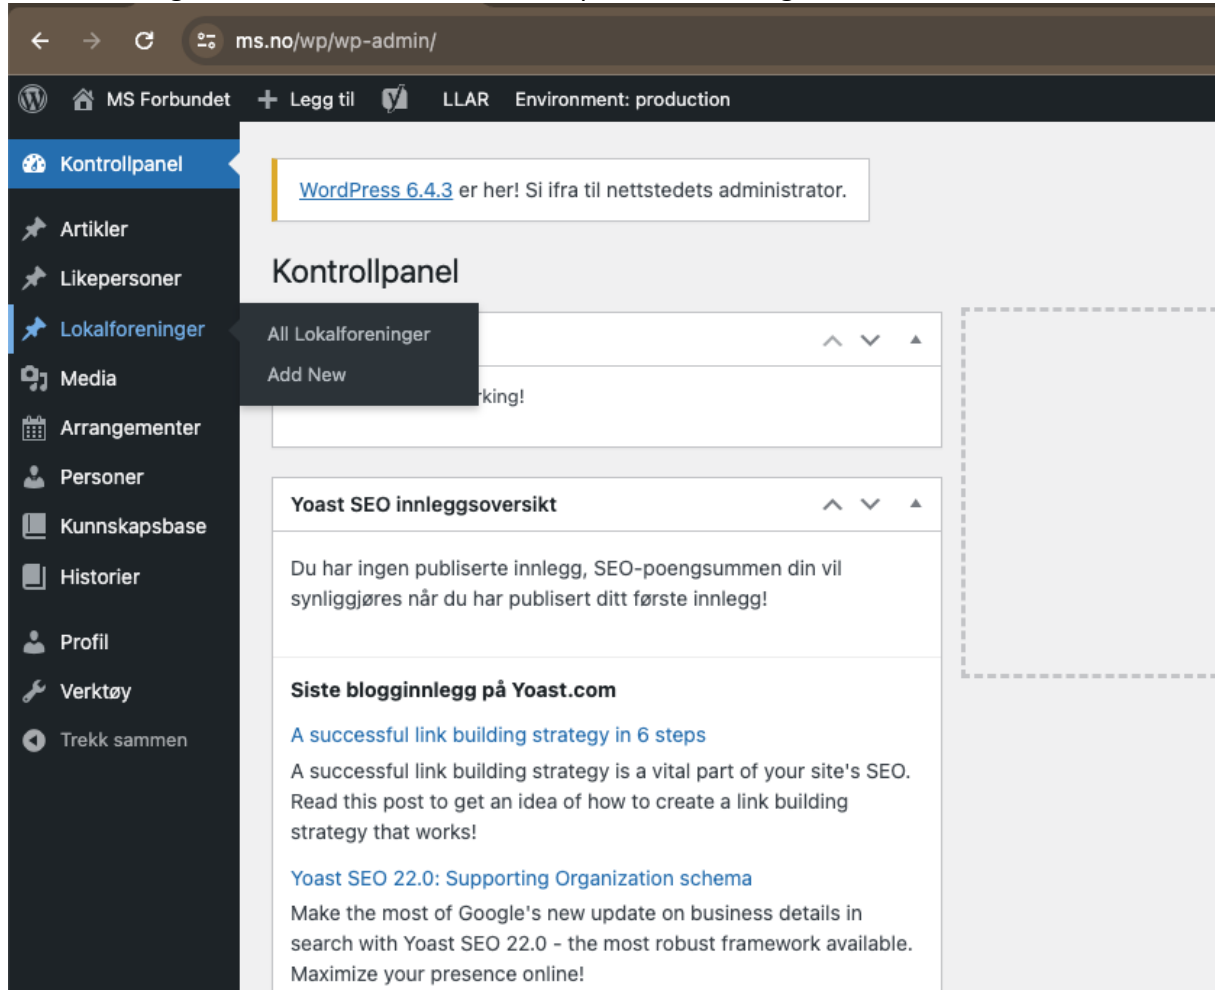 ms.no/wp/wp-admin/
MS Forbundet
Legg til
LLAR
Environment: production
Kontrollpanel
Artikler
Likepersoner
Lokalforeninger
All Lokalforeninger
Add New
Media
Arrangementer
Personer
Kunnskapsbase
Historier
Profil
Verktøy
Trekk sammen
WordPress 6.4.3 er her! Si ifra til nettstedets administrator.
Kontrollpanel
rking!
Yoast SEO innleggsoversikt
Du har ingen publiserte innlegg, SEO-poengsummen din vil
synliggjøres når du har publisert ditt første innlegg!
Siste blogginnlegg på Yoast.com
A successful link building strategy in 6 steps
A successful link building strategy is a vital part of your site's SEO.
Read this post to get an idea of how to create a link building
strategy that works!
Yoast SEO 22.0: Supporting Organization schema
Make the most of Google's new update on business details in
search with Yoast SEO 22.0 - the most robust framework available.
Maximize your presence online!